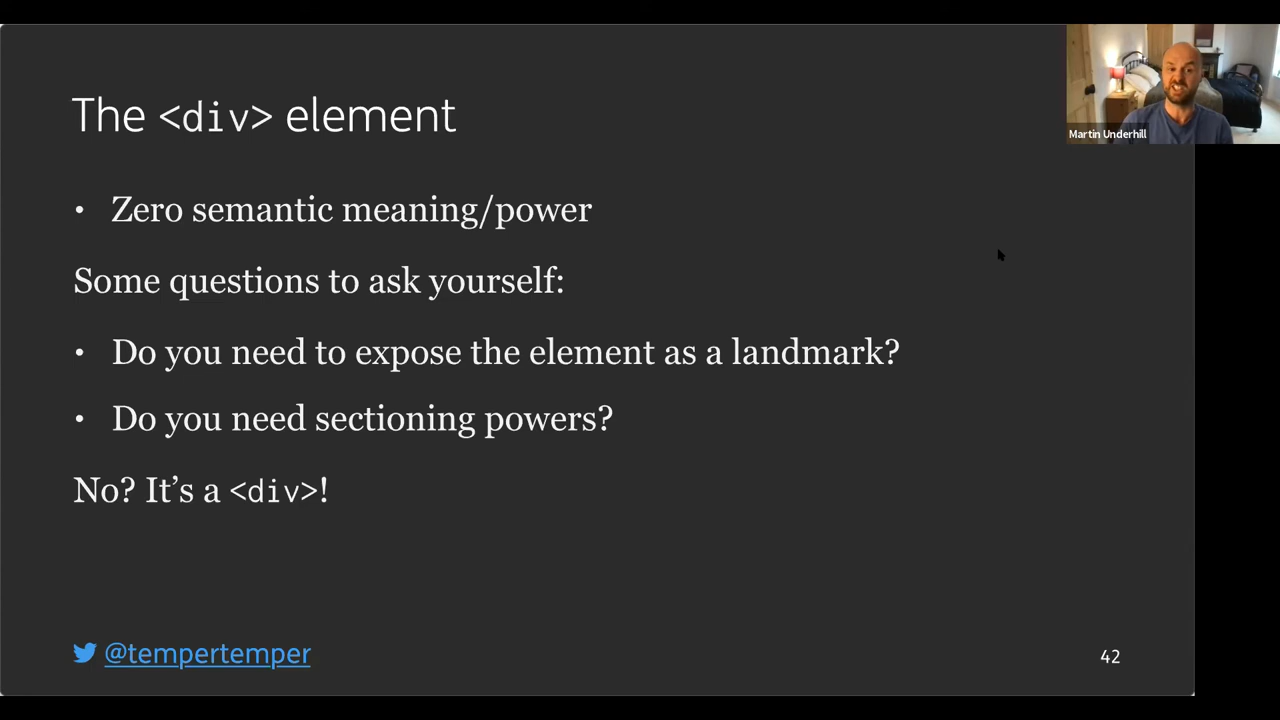 The <div> element
Martin Underhill
• Zero semantic meaning/power
Some questions to ask yourself:
• Do you need to expose the element as a landmark?
• Do you need sectioning powers?
No? It’s a <div>!
@tempertemper
42